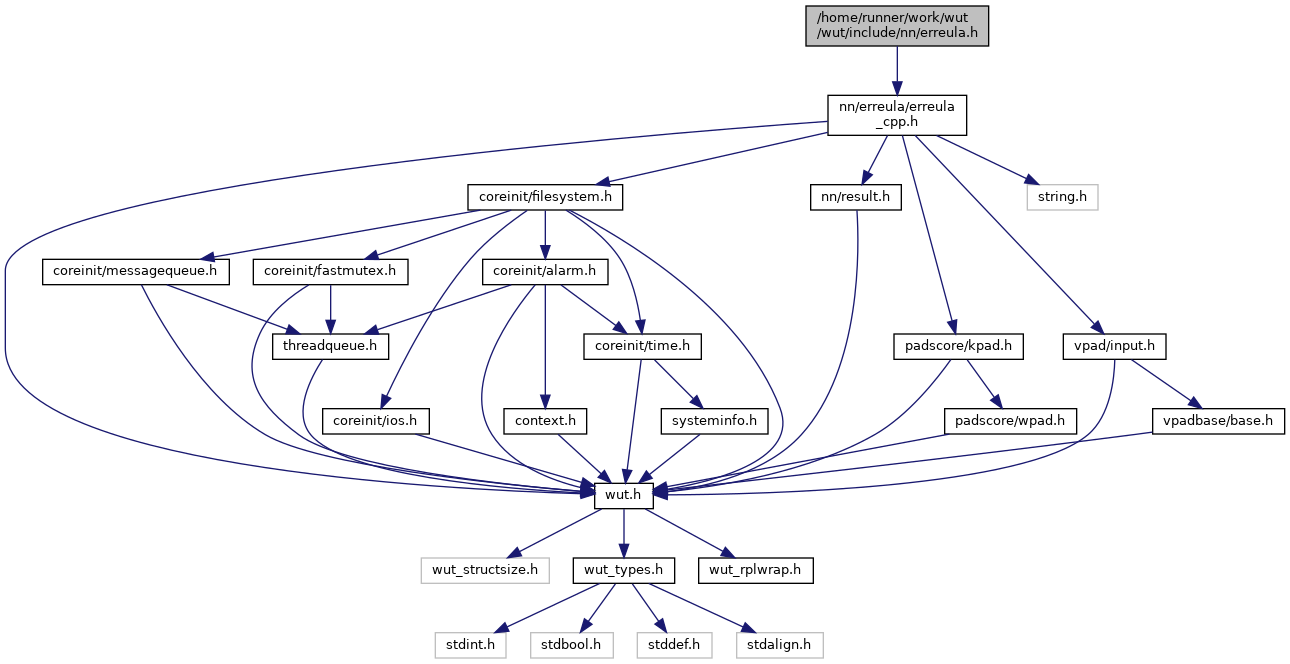 /home/runner/work/wut
/wut/include/nn/erreula.h
nn/erreula/erreula
_cpp.h
coreinit/filesystem.h
nn/result.h
string.h
coreinit/messagequeue.h
coreinit/fastmutex.h
coreinit/alarm.h
threadqueue.h
coreinit/time.h
padscore/kpad.h
vpad/input.h
coreinit/ios.h
context.h
systeminfo.h
padscore/wpad.h
vpadbase/base.h
wut.h
wut_structsize.h
wut_types.h
wut_rplwrap.h
stdint.h
stdbool.h
stddef.h
stdalign.h